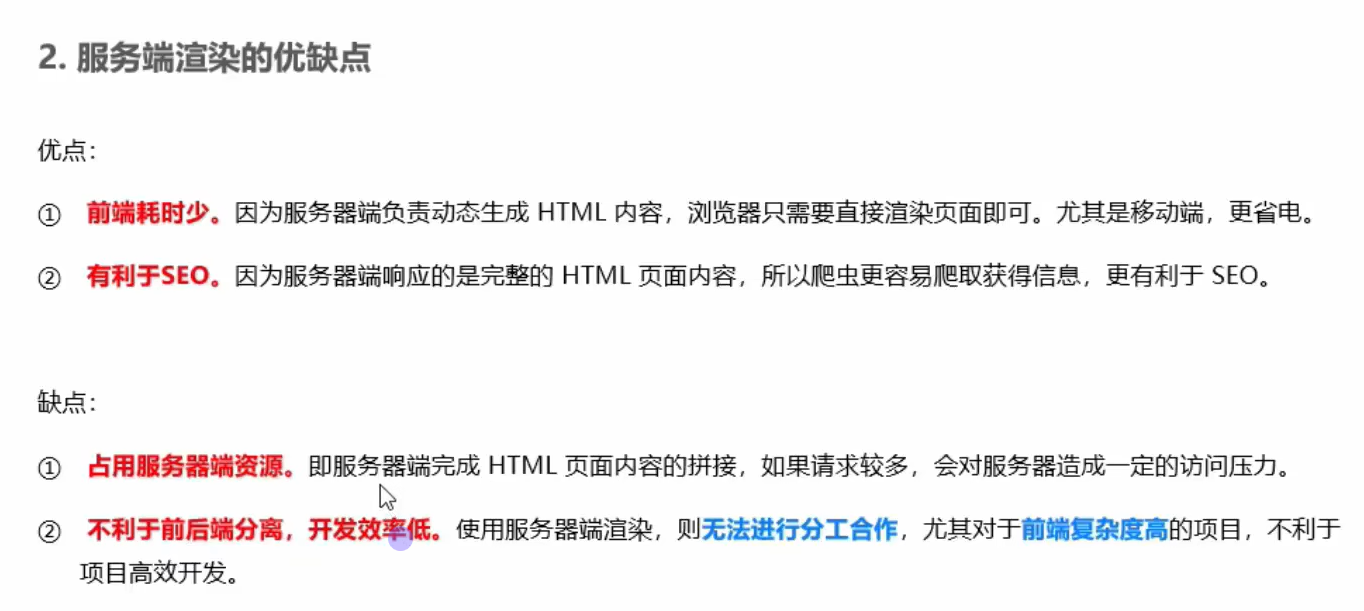 2. 服务端渲染的优缺点
优点：
① 前端耗时少。因为服务器端负责动态生成 HTML 内容，浏览器只需要直接渲染页面即可。尤其是移动端，更省电。
② 有利于SEO。因为服务器端响应的是完整的 HTML 页面内容，所以爬虫更容易爬取获得信息，更有利于 SEO。
缺点：
① 占用服务器端资源。即服务器端完成 HTML 页面内容的拼接，如果请求较多，会对服务器造成一定的访问压力。
② 不利于前后端分离，开发效率低。使用服务器端渲染，则无法进行分工合作，尤其对于前端复杂度高的项目，不利于
项目高效开发。